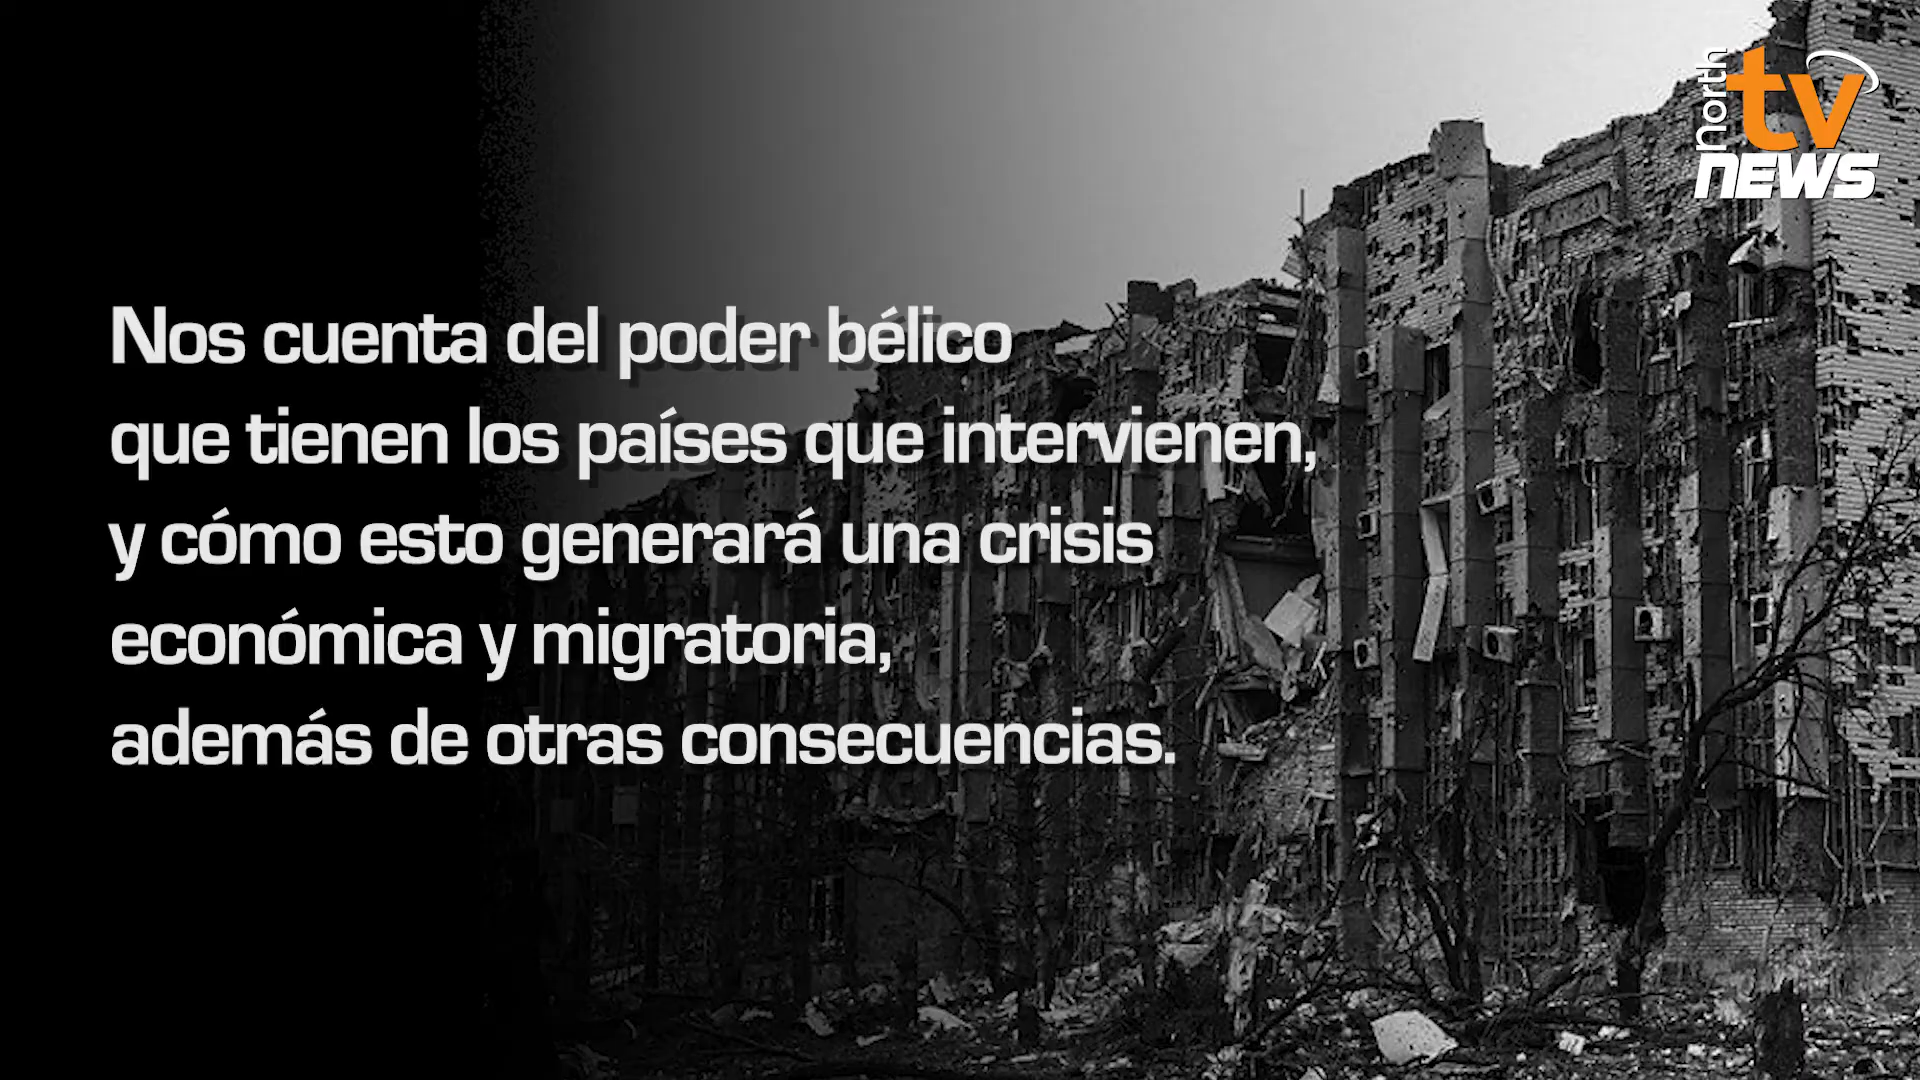 north
tv
NEWS
Nos cuenta del poder bélico
que tienen los países que intervienen,
y cómo esto generará una crisis
económica y migratoria,
además de otras consecuencias.